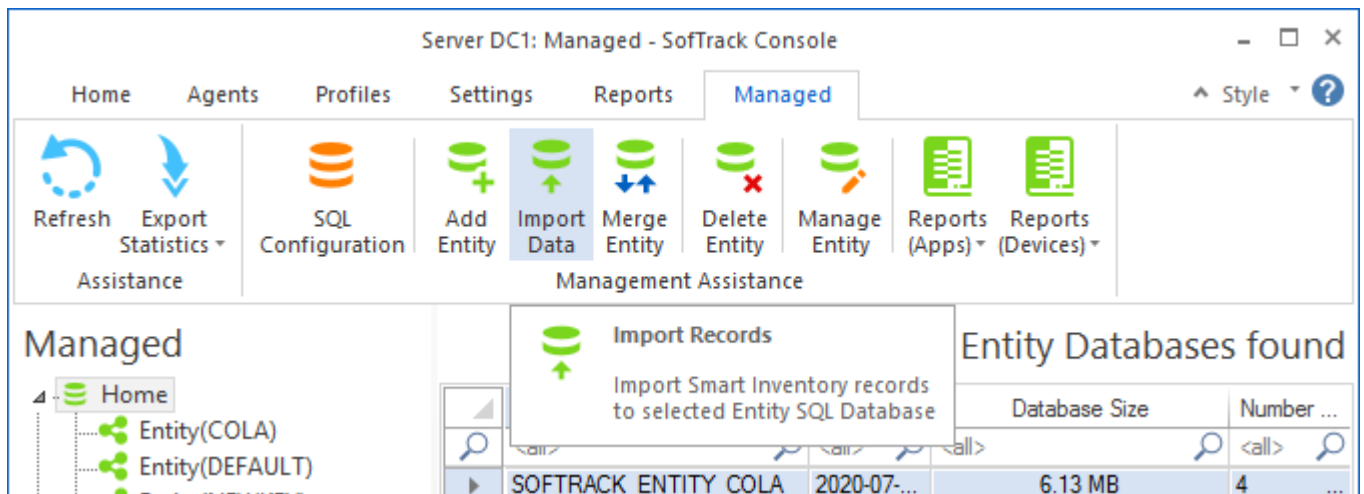 Server DC1: Managed - SofTrack Console
Home Agents Profiles Settings Reports Managed Style ?
Refresh Export SQL Add Import Merge Delete Manage Reports Reports
Statistics Configuration Entity Data Entity Entity Entity (Apps) (Devices)
Assistance Management Assistance
Managed Entity Databases found
Import Records
Import Smart Inventory records
to selected Entity SQL Database
Home Database Size Number ...
Entity(COLA)
<all> <all> <all> <all>
Entity(DEFAULT)
SOFTRACK_ENTITY_COLA 2020-07-... 6.13 MB 4 ...